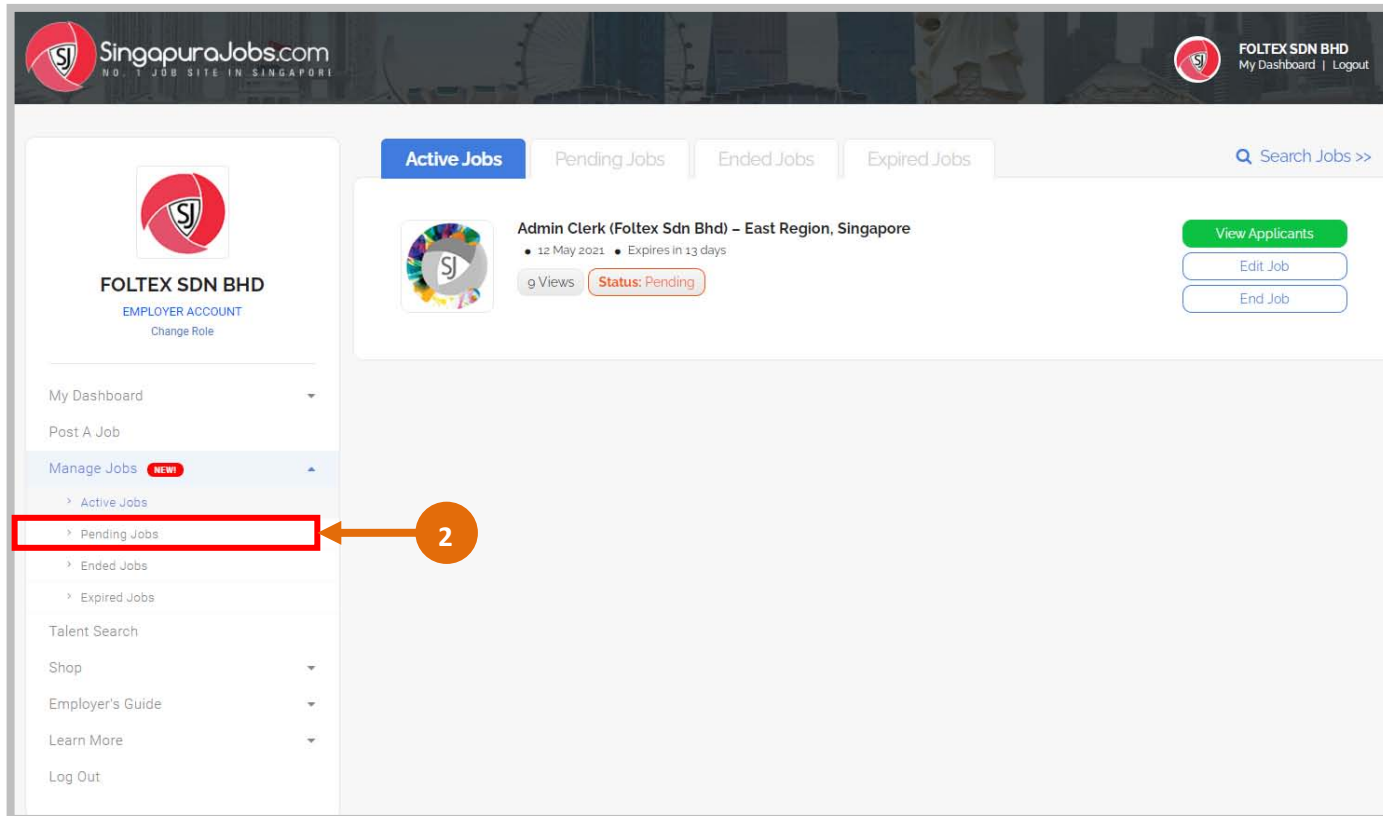 SJ SingapuraJobs.com
NO. 1 JOB SITE IN SINGAPORE
SJ
FOLTEX SDN BHD
My Dashboard | Logout
SJ
FOLTEX SDN BHD
EMPLOYER ACCOUNT
Change Role
My Dashboard
Post A Job
Manage Jobs NEW!
Active Jobs
Pending Jobs
Ended Jobs
Expired Jobs
Talent Search
Shop
Employer's Guide
Learn More
Log Out
2
Active Jobs Pending Jobs Ended Jobs Expired Jobs
Search Jobs >>
SJ
Admin Clerk (Foltex Sdn Bhd) – East Region, Singapore
• 12 May 2021 • Expires in 13 days
9 Views Status: Pending
View Applicants
Edit Job
End Job